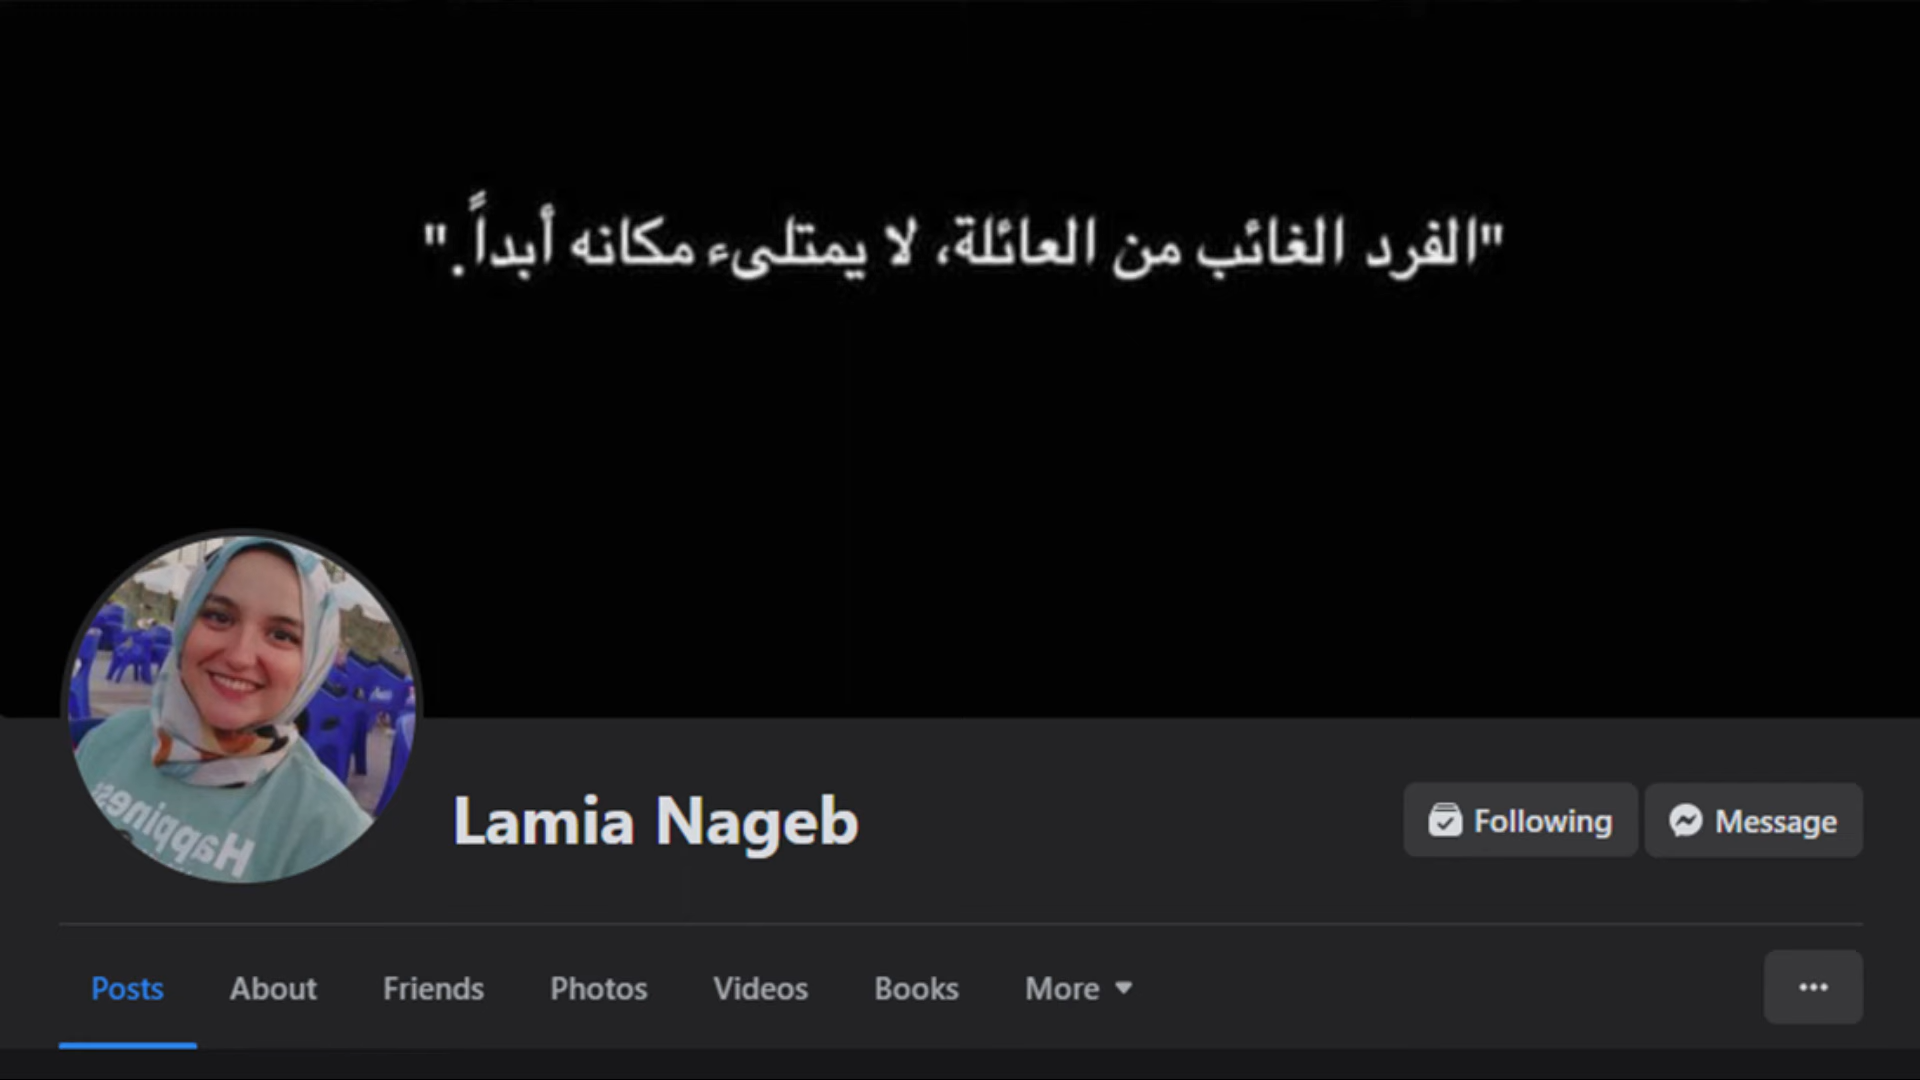 "الفرد الغائب من العائلة، لا يمتلىء مكانه أبداً."
Happiness
Lamia Nageb
Following
Message
Posts About Friends Photos Videos Books More